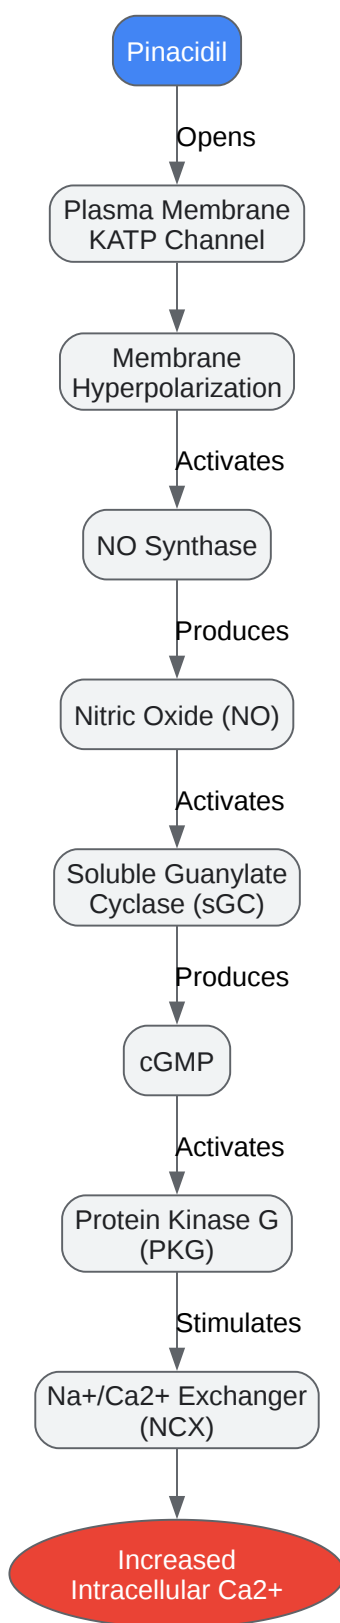 Pinacidil
Opens
Plasma Membrane
KATP Channel
Membrane
Hyperpolarization
Activates
NO Synthase
Produces
Nitric Oxide (NO)
Activates
Soluble Guanylate
Cyclase (sGC)
Produces
cGMP
Activates
Protein Kinase G
(PKG)
Stimulates
Na+/Ca2+ Exchanger
(NCX)
Increased
Intracellular Ca2+